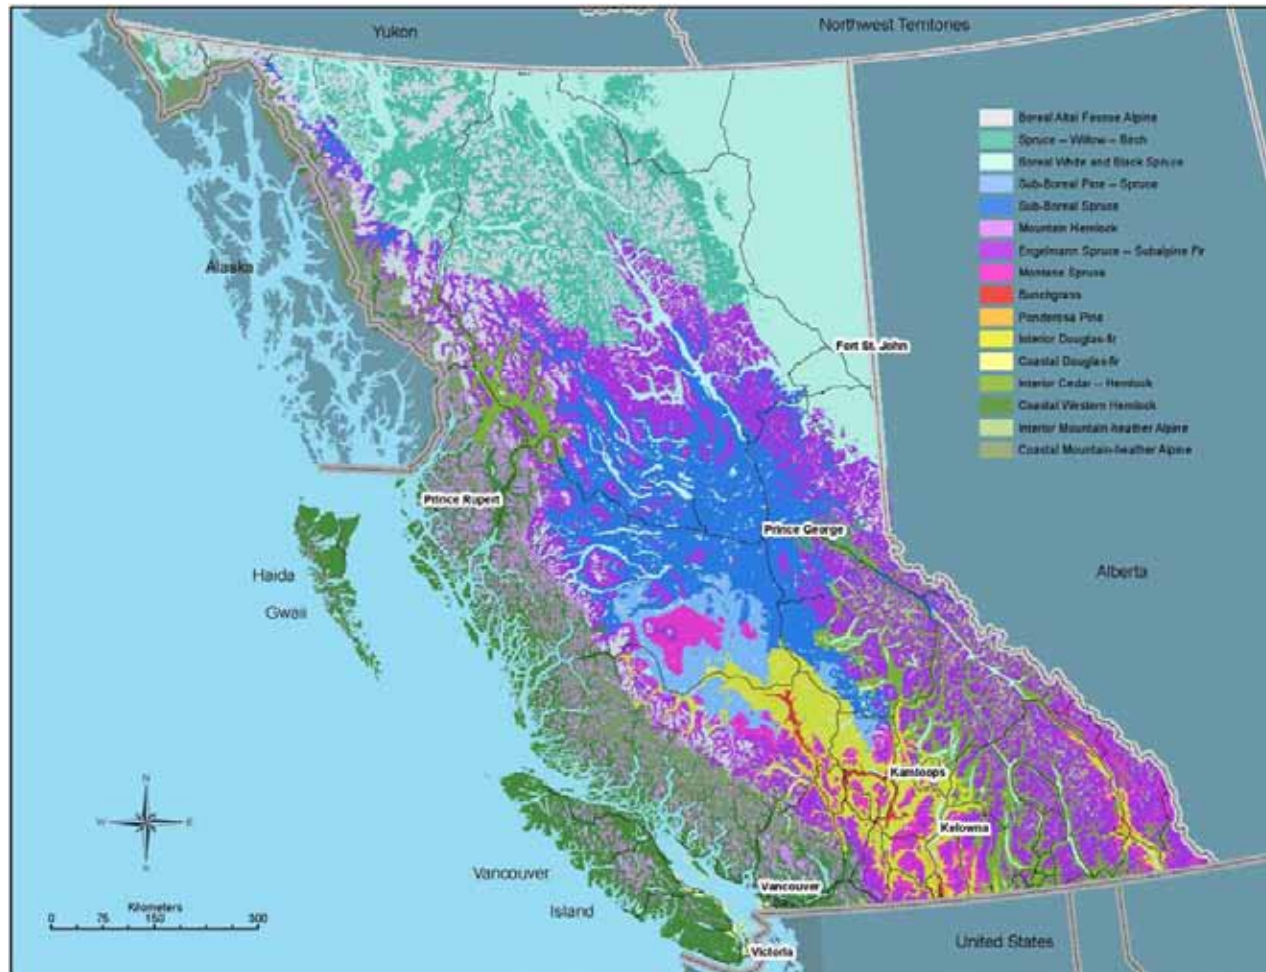 Yukon
Northwest Territories
Boreal Altai Fescue Alpine
Spruce -- Willow -- Birch
Boreal White and Black Spruce
Sub-Boreal Pine -- Spruce
Sub-Boreal Spruce
Mountain Hemlock
Engelmann Spruce -- Subalpine Fir
Montane Spruce
Bunchgrass
Ponderosa Pine
Interior Douglas-fir
Coastal Douglas-fir
Interior Cedar -- Hemlock
Coastal Western Hemlock
Interior Mountain-heather Alpine
Coastal Mountain-heather Alpine
Alaska
Fort St. John
Prince Rupert
Prince George
Haida
Gwaii
Alberta
Kamloops
Kelowna
N
W
E
S
Kilometers
0 75 150 300
Vancouver
Island
Vancouver
Victoria
United States